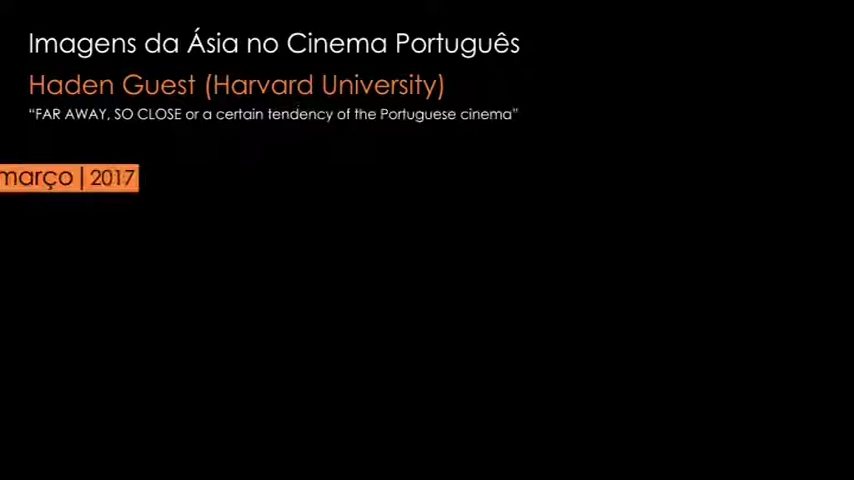 Imagens da Ásia no Cinema Português
Haden Guest (Harvard University)
“FAR AWAY, SO CLOSE or a certain tendency of the Portuguese cinema”
março | 2017